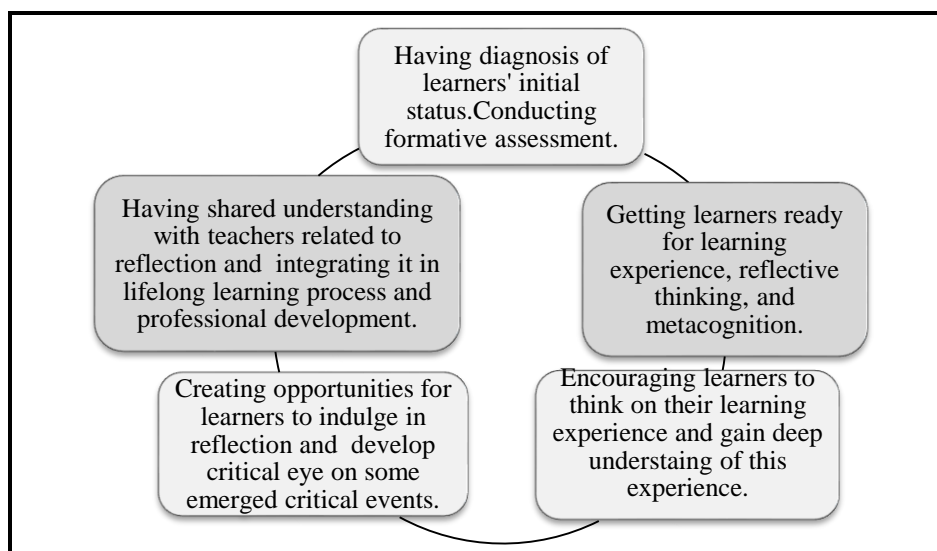 Having diagnosis of
learners' initial
status.Conducting
formative assessment.
Getting learners ready
for learning
experience, reflective
thinking, and
metacognition.
Encouraging learners to
think on their learning
experience and gain deep
understaing of this
experience.
Creating opportunities for
learners to indulge in
reflection and  develop
critical eye on some
emerged critical events.
Having shared understanding
with teachers related to
reflection and  integrating it in
lifelong learning process and
professional development.